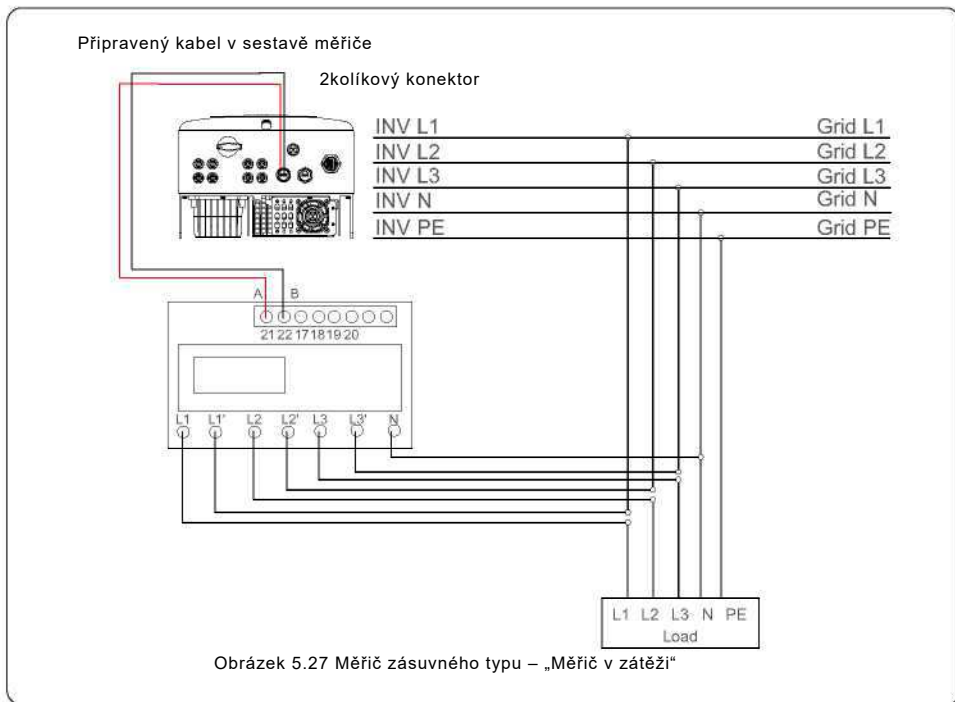 Připravený kabel v sestavě měřiče
2kolíkový konektor
INV L1 Grid L1
INV L2 Grid L2
INV L3 Grid L3
INV N Grid N
INV PE Grid PE
A B
21 22 17 18 19 20
L1 L1' L2 L2' L3 L3' N
L1 L2 L3 N PE
Load
Obrázek 5.27 Měřič zásuvného typu – „Měřič v zátěži“